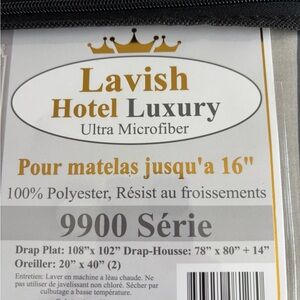 Lavish
Hotel Luxury
Ultra Microfiber
Pour matelas jusqu'a 16"
100% Polyester, Résist au froissements
9900 Série
Drap Plat: 108"x 102" Drap-Housse: 78" x 80" + 14"
Oreiller: 20" x 40" (2)
Entretien: Laver en machine a lèau chaude. Ne
pas utiliser de javelisant non chloré. Sécher par
culbutage a basse température.